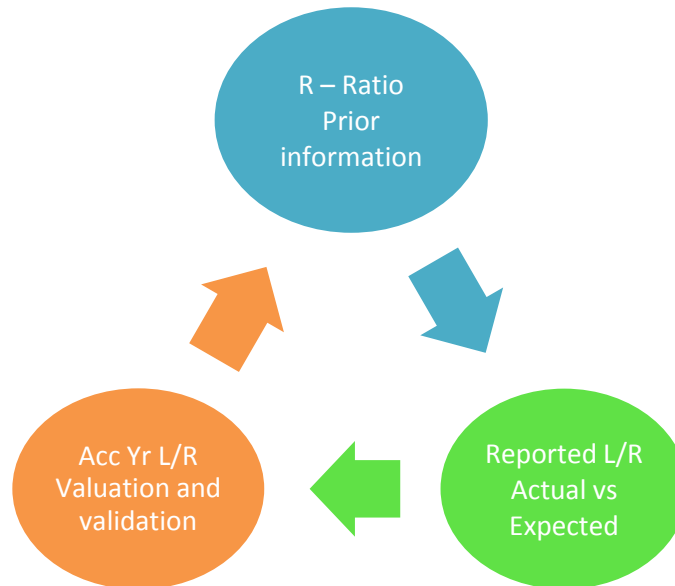 R – Ratio
Prior
information
Reported L/R
Actual vs
Expected
Acc Yr L/R
Valuation and
validation